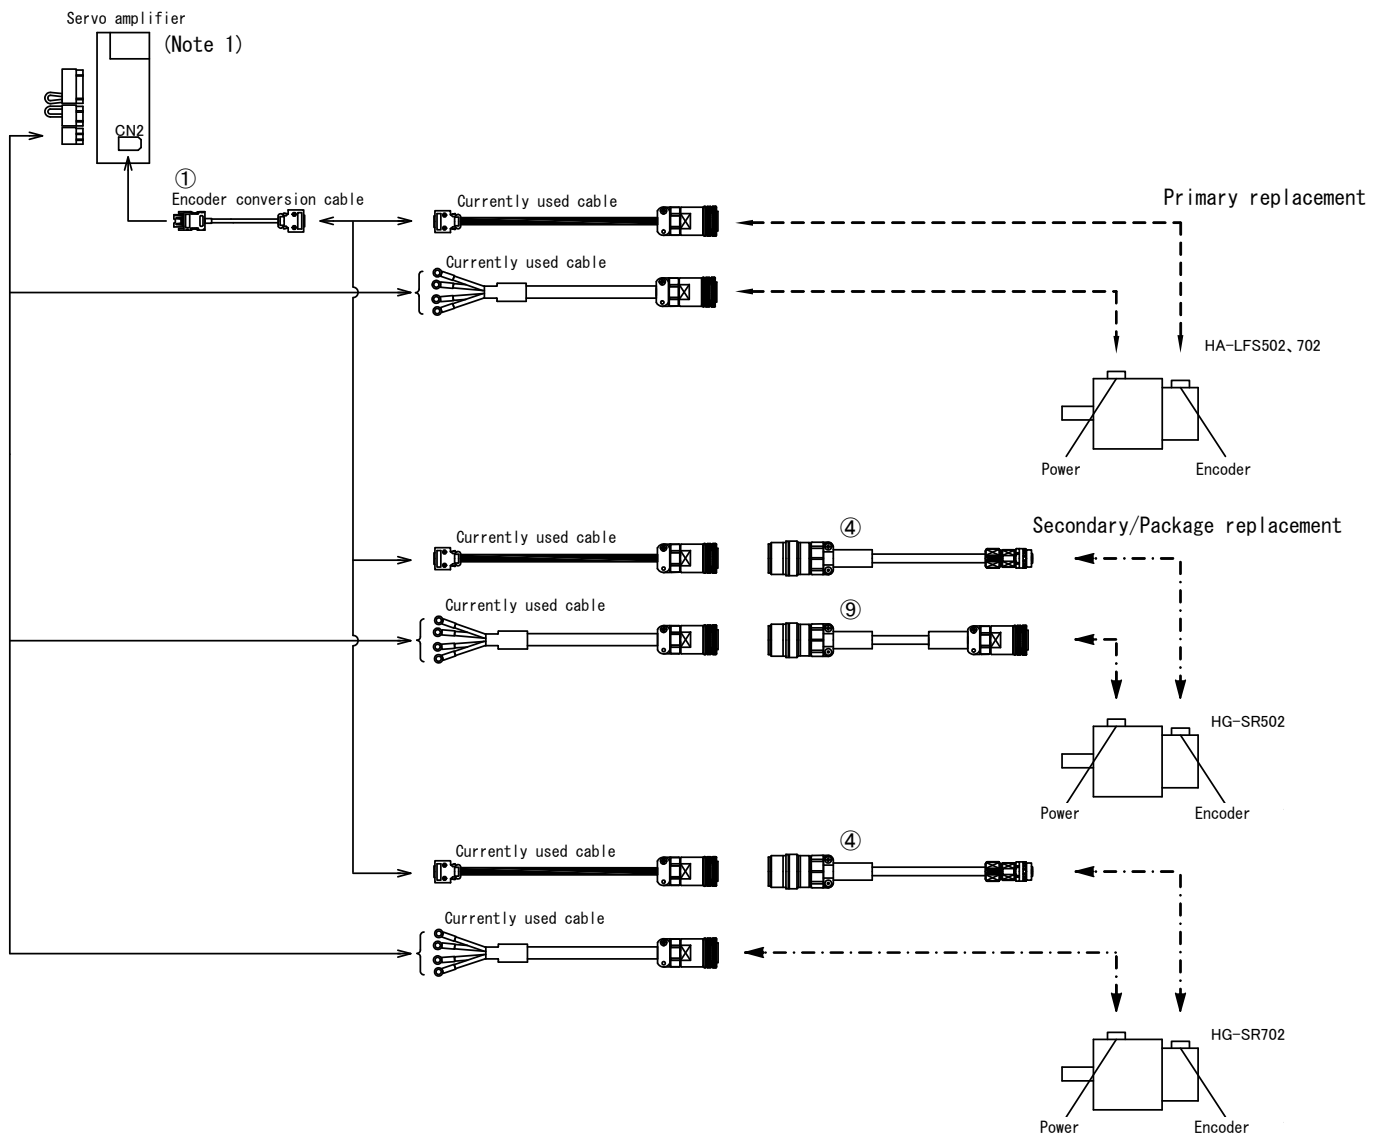 Servo amplifier
(Note 1)
CN2
①
Encoder conversion cable
Currently used cable
Primary replacement
Currently used cable
HA-LFS502、702
Power
Encoder
Secondary/Package replacement
Currently used cable
④
Currently used cable
⑨
HG-SR502
Power
Encoder
Currently used cable
④
Currently used cable
HG-SR702
Power
Encoder